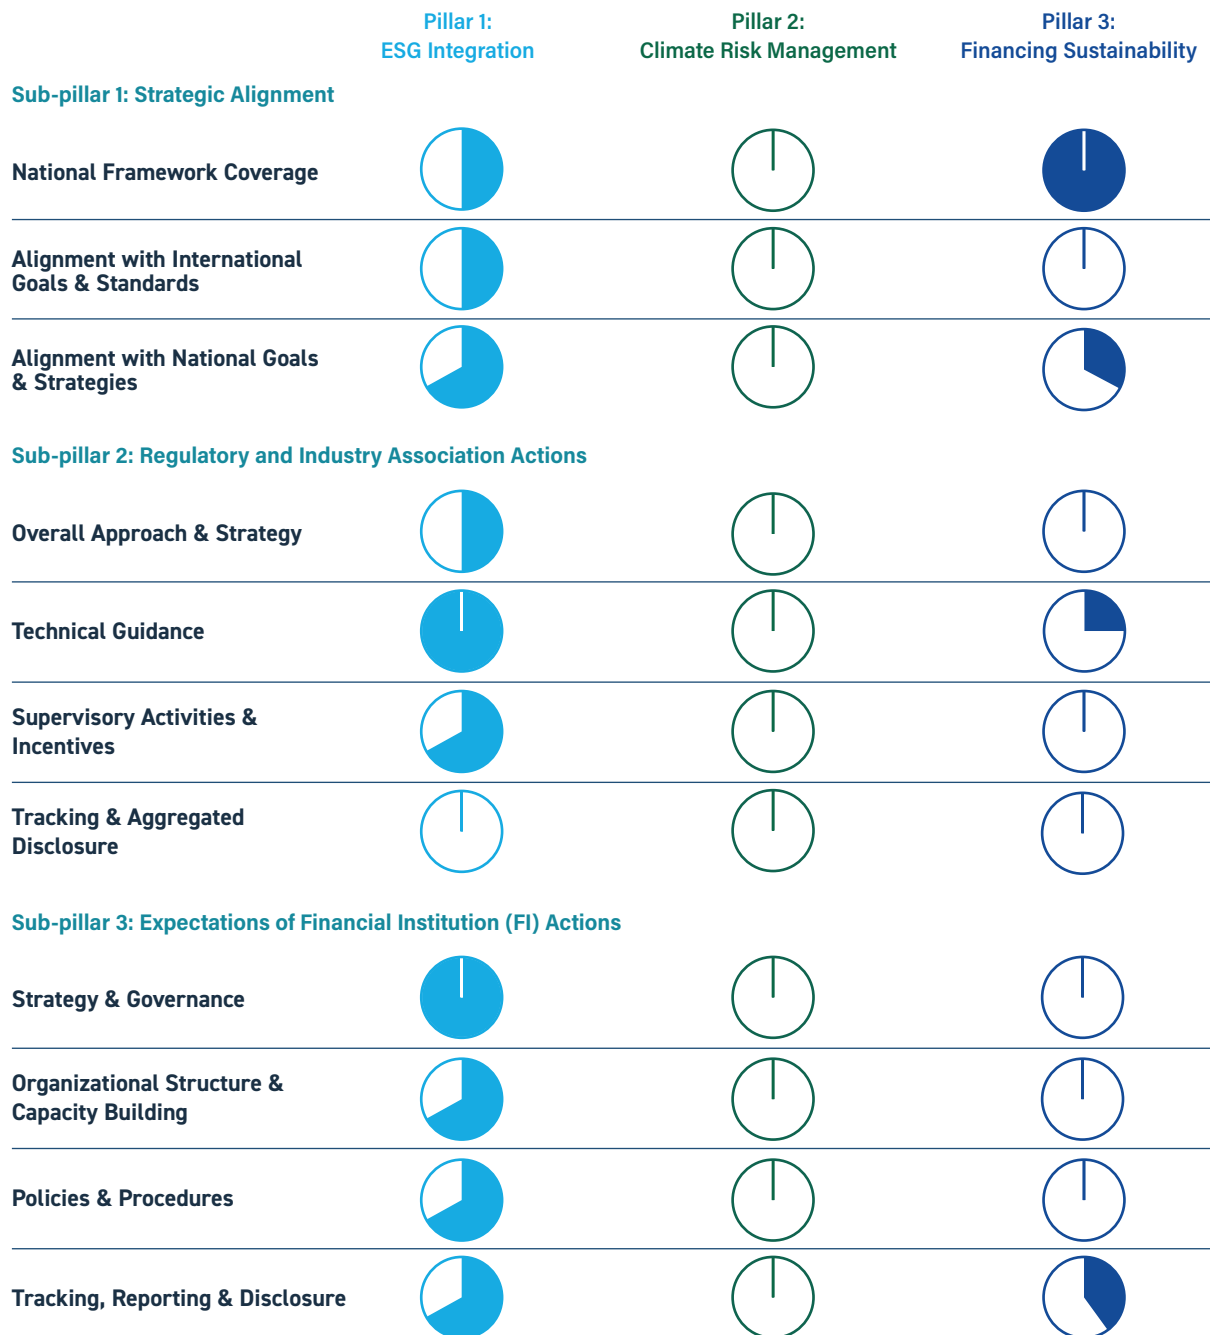 Pillar 1:
ESG Integration
Pillar 2:
Climate Risk Management
Pillar 3:
Financing Sustainability
Sub-pillar 1: Strategic Alignment
National Framework Coverage
Alignment with International
Goals & Standards
Alignment with National Goals
& Strategies
Sub-pillar 2: Regulatory and Industry Association Actions
Overall Approach & Strategy
Technical Guidance
Supervisory Activities &
Incentives
Tracking & Aggregated
Disclosure
Sub-pillar 3: Expectations of Financial Institution (FI) Actions
Strategy & Governance
Organizational Structure &
Capacity Building
Policies & Procedures
Tracking, Reporting & Disclosure